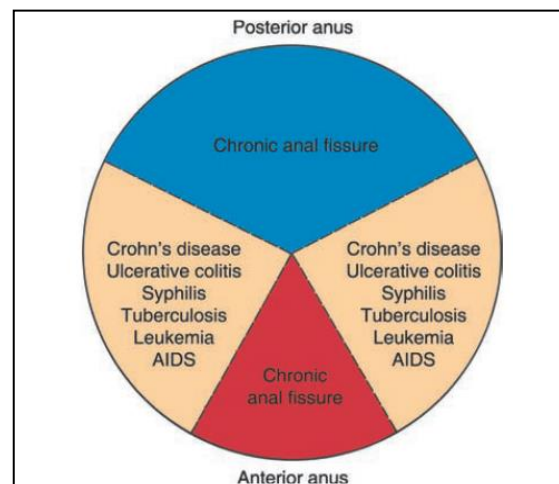 Posterior anus
Chronic anal fissure
Crohn's disease
Ulcerative colitis
Syphilis
Tuberculosis
Leukemia
AIDS
Crohn's disease
Ulcerative colitis
Syphilis
Tuberculosis
Leukemia
AIDS
Chronic
anal fissure
Anterior anus